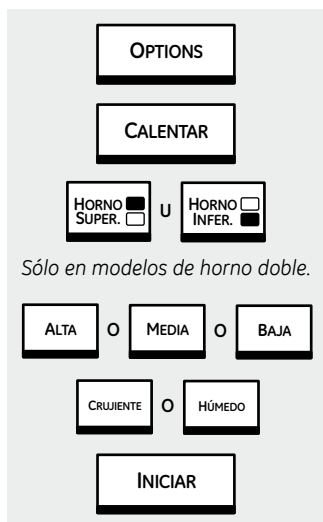 OPTIONS
CALENTAR
HORNO SUPER. U HORNO INFER.
Sólo en modelos de horno doble.
ALTA O MEDIA O BAJA
CRUJIENTE O HÚMEDO
INICIAR